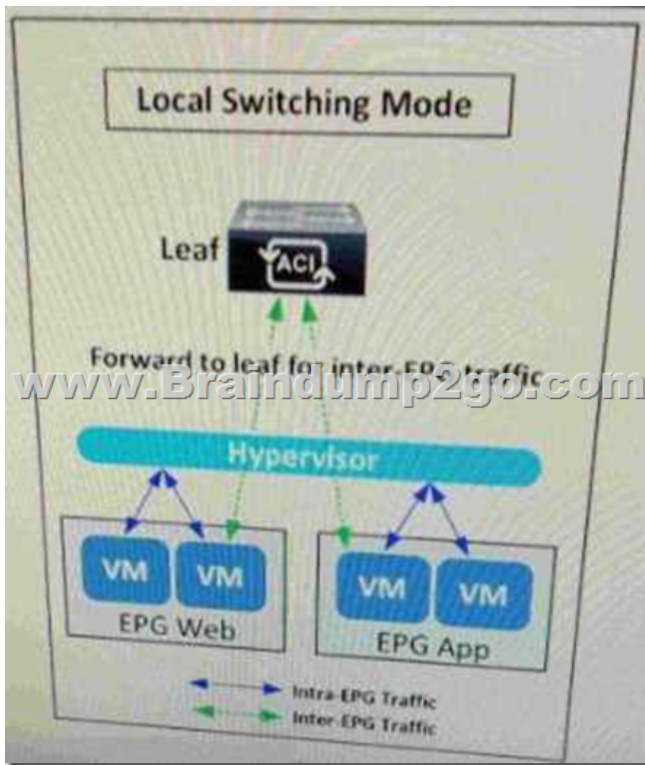 Local Switching Mode
Leaf
ACI
Forward to leaf for inter-EPG traffic
www.Braindump2go.com
Hypervisor
VM
VM
VM
VM
EPG Web
EPG App
Intra-EPG Traffic
Inter-EPG Traffic